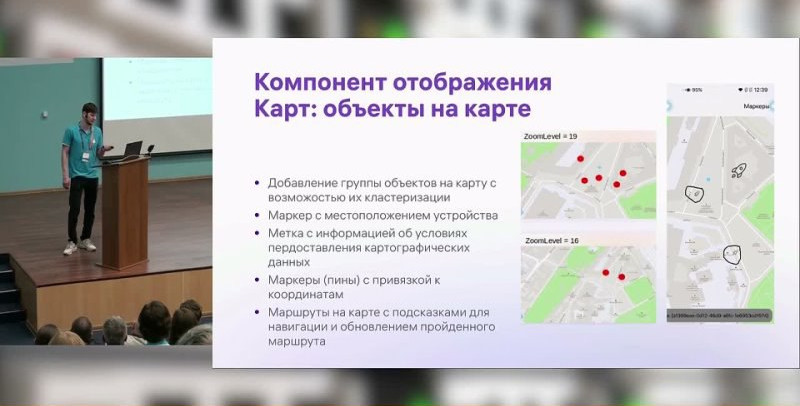 Компонент отображения
Карт: объекты на карте
Добавление группы объектов на карту с
возможостью их кластеризации
Маркер с местоположением устройства
Метка с информацией об условиях
пердоставления картографических
данных
Маркеры (пины) с привязкой к
координатам
Маршруты на карте с подсказками для
навигации и обновлением пройденного
маршрута
ZoomLevel = 19
ZoomLevel = 16
95%
12:39
Маркеры